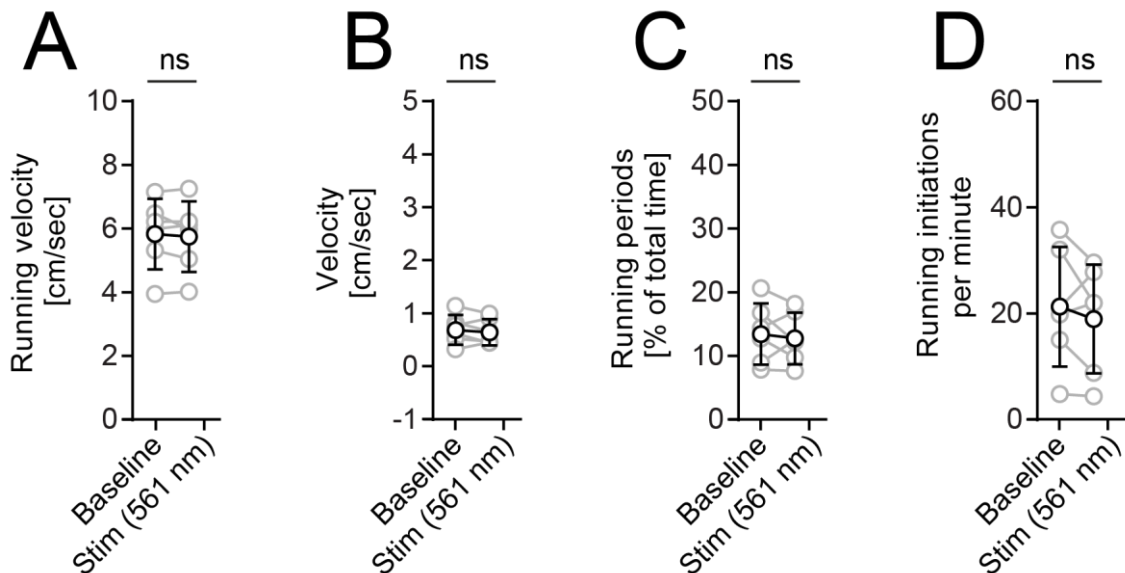 A
ns
Running velocity
[cm/sec]
10
8
6
4
2
0
Baseline
Stim (561 nm)
B
ns
Velocity
[cm/sec]
5
4
3
2
1
0
-1
Baseline
Stim (561 nm)
C
ns
Running periods
[% of total time]
50
40
30
20
10
0
Baseline
Stim (561 nm)
D
ns
Running initiations
per minute
60
40
20
0
Baseline
Stim (561 nm)